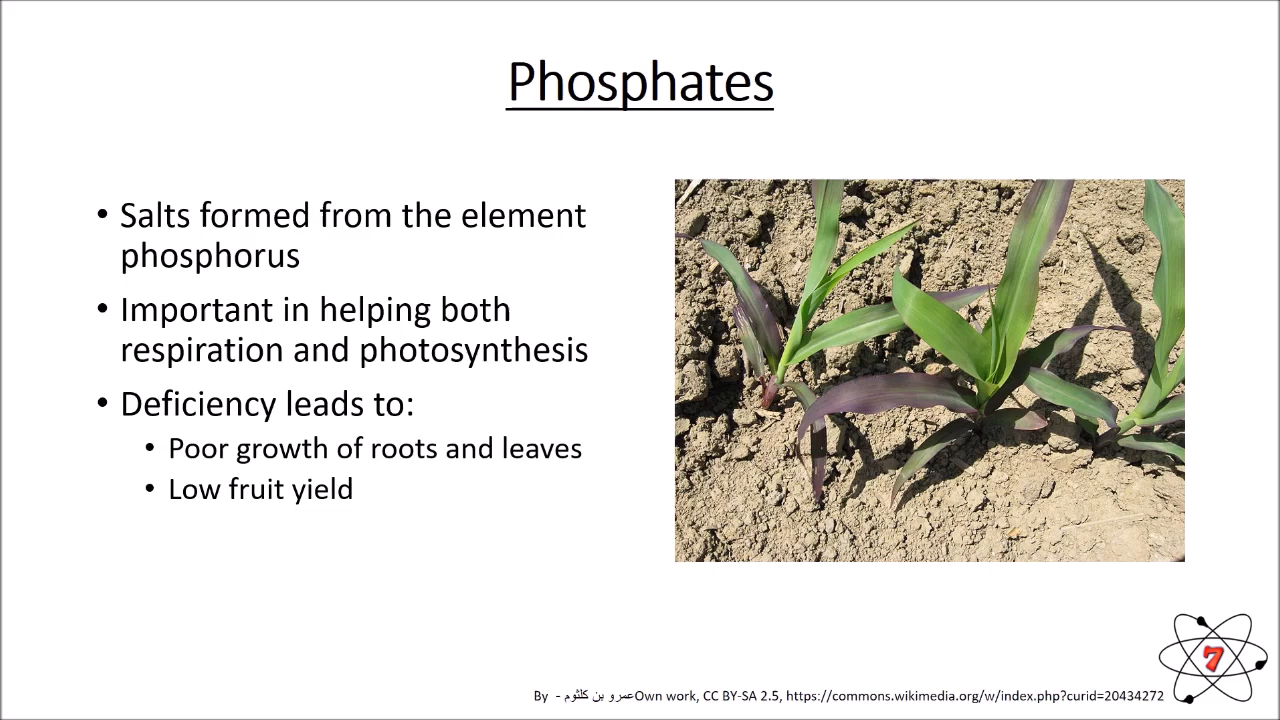 Phosphates
• Salts formed from the element
phosphorus
• Important in helping both
respiration and photosynthesis
• Deficiency leads to:
• Poor growth of roots and leaves
• Low fruit yield
7
By - عمرو بن كلثومOwn work, CC BY-SA 2.5, https://commons.wikimedia.org/w/index.php?curid=20434272